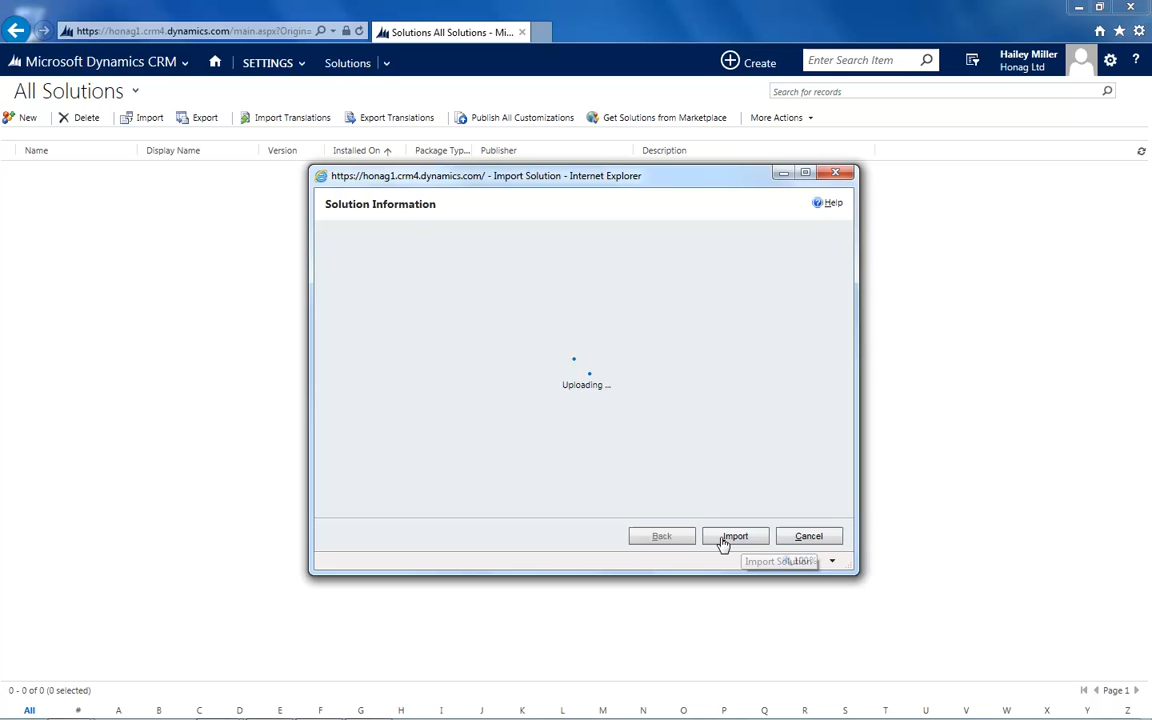 https://honag1.crm4.dynamics.com/main.aspx?Origin=
Solutions All Solutions - Mi...
Microsoft Dynamics CRM
SETTINGS
Solutions
Create
Enter Search Item
Hailey Miller
Honag Ltd
?
All Solutions
Search for records
New
Delete
Import
Export
Import Translations
Export Translations
Publish All Customizations
Get Solutions from Marketplace
More Actions
Name
Display Name
Version
Installed On
Package Typ...
Publisher
Description
https://honag1.crm4.dynamics.com/ - Import Solution - Internet Explorer
Solution Information
Help
Uploading ...
Back
Import
Cancel
Import Solution
100%
0 - 0 of 0 (0 selected)
Page 1
All # A B C D E F G H I J K L M N O P Q R S T U V W X Y Z